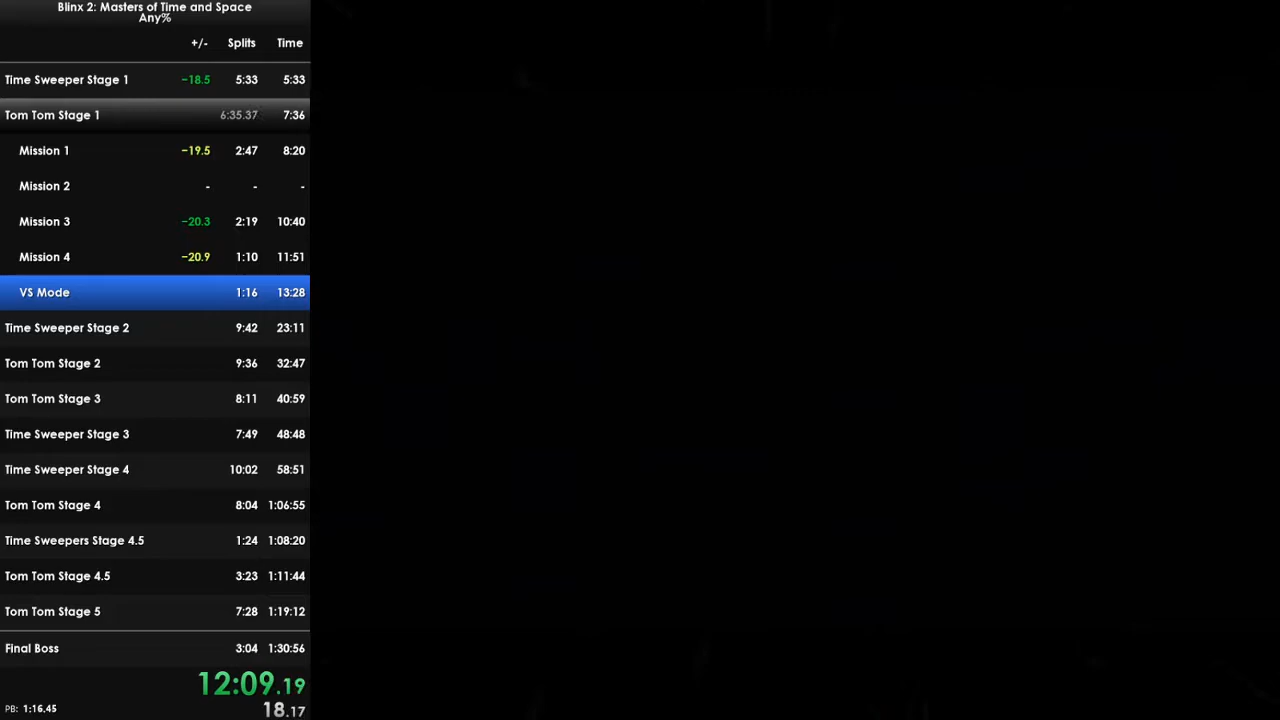 Blinx 2: Masters of Time and Space
Any%
+/- Splits Time
Time Sweeper Stage 1 −18.5 5:33 5:33
Tom Tom Stage 1 6:35.37 7:36
Mission 1 −19.5 2:47 8:20
Mission 2 - - -
Mission 3 −20.3 2:19 10:40
Mission 4 −20.9 1:10 11:51
VS Mode 1:16 13:28
Time Sweeper Stage 2 9:42 23:11
Tom Tom Stage 2 9:36 32:47
Tom Tom Stage 3 8:11 40:59
Time Sweeper Stage 3 7:49 48:48
Time Sweeper Stage 4 10:02 58:51
Tom Tom Stage 4 8:04 1:06:55
Time Sweepers Stage 4.5 1:24 1:08:20
Tom Tom Stage 4.5 3:23 1:11:44
Tom Tom Stage 5 7:28 1:19:12
Final Boss 3:04 1:30:56
12:09.19
PB: 1:16.45 18.17